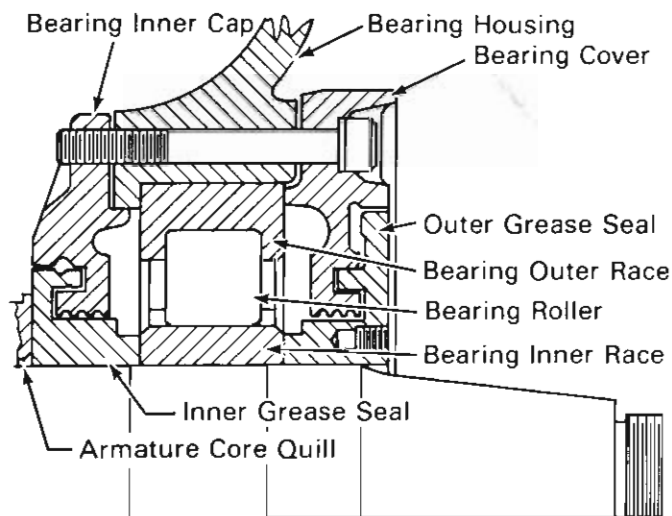 Bearing Inner Cap
Bearing Housing
Bearing Cover
Outer Grease Seal
Bearing Outer Race
Bearing Roller
Bearing Inner Race
Inner Grease Seal
Armature Core Quill